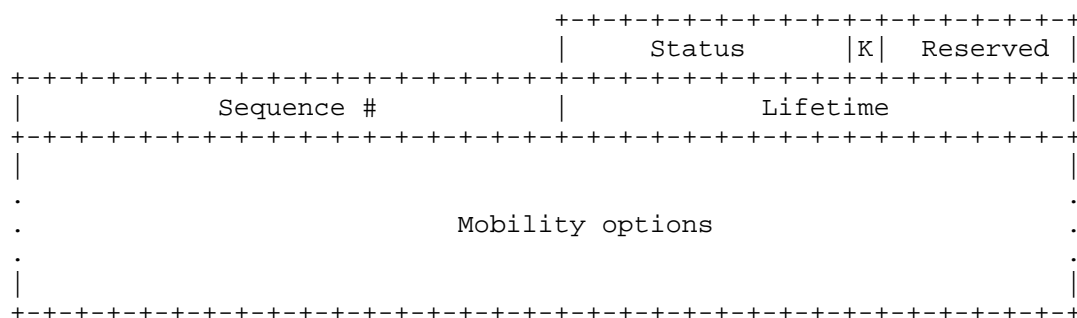 +-+-+-+-+-+-+-+-+-+-+-+-+-+-+-+-+
|     Status      |K|  Reserved |
+-+-+-+-+-+-+-+-+-+-+-+-+-+-+-+-+-+-+-+-+-+-+-+-+-+-+-+-+-+-+-+-+
|           Sequence #            |           Lifetime            |
+-+-+-+-+-+-+-+-+-+-+-+-+-+-+-+-+-+-+-+-+-+-+-+-+-+-+-+-+-+-+-+-+
|                                                               |
.                                                               .
.                        Mobility options                       .
.                                                               .
|                                                               |
+-+-+-+-+-+-+-+-+-+-+-+-+-+-+-+-+-+-+-+-+-+-+-+-+-+-+-+-+-+-+-+-+